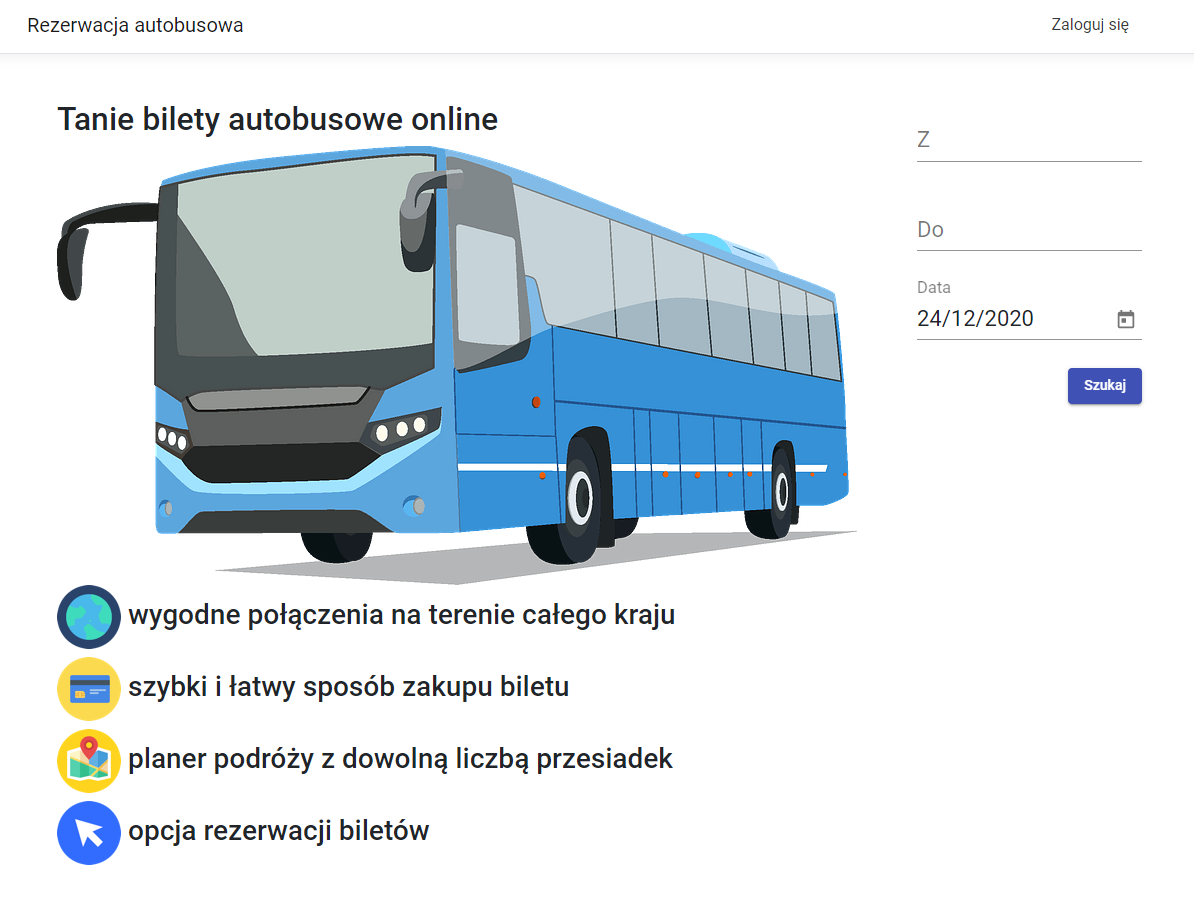 Rezerwacja autobusowa
Zaloguj się
Tanie bilety autobusowe online
Z
Do
Data
24/12/2020
Szukaj
wygodne połączenia na terenie całego kraju
szybki i łatwy sposób zakupu biletu
planer podróży z dowolną liczbą przesiadek
opcja rezerwacji biletów